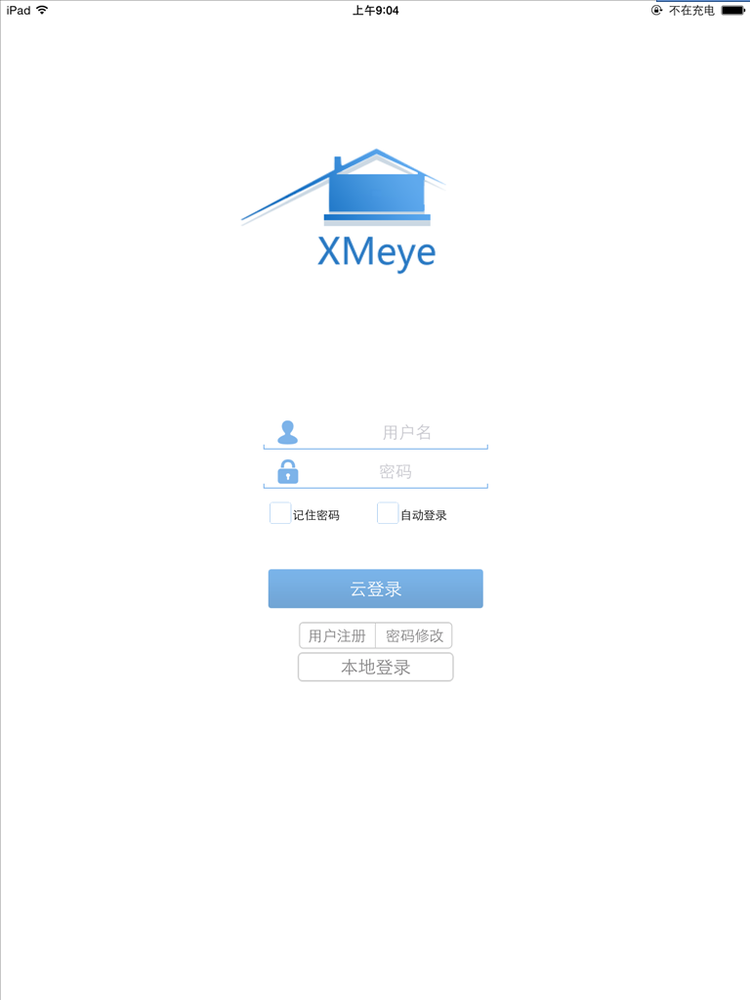 iPad 上午9:04 不在充电
XMeye
用户名
密码
记住密码 自动登录
云登录
用户注册 密码修改
本地登录